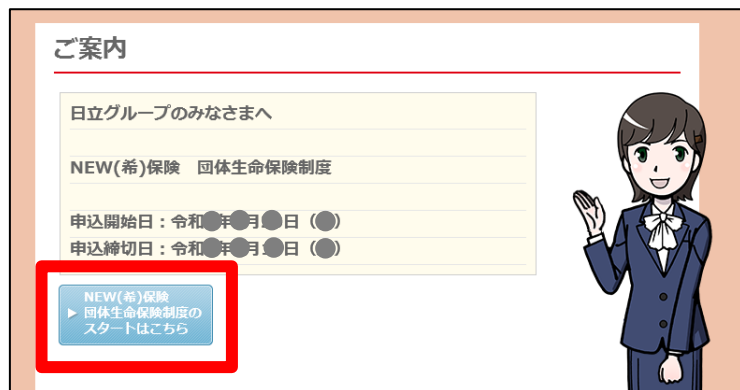 ご案内
日立グループのみなさまへ
NEW(希)保険 団体生命保険制度
申込開始日：令和●年●月●日（●）
申込締切日：令和●年●月●日（●）
NEW(希)保険
団体生命保険制度の
スタートはこちら